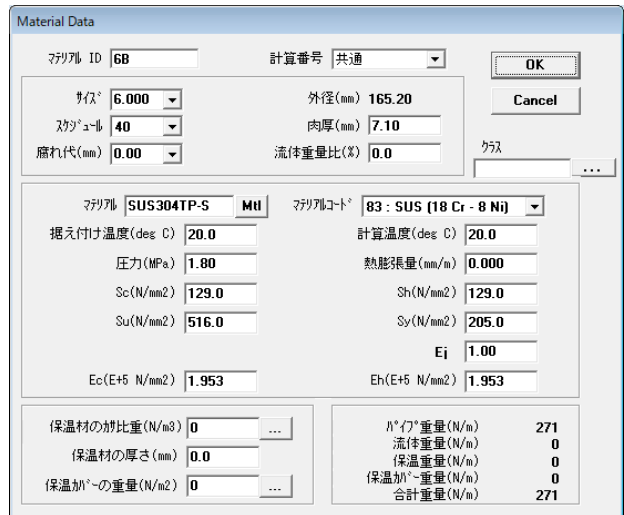 Material Data
ﾏﾃﾘｱﾙ ID 6B 計算番号 共通 OK
ｻｲｽﾞ 6.000 外径(mm) 165.20 Cancel
ｽｹｼﾞｭｰﾙ 40 肉厚(mm) 7.10
腐れ代(mm) 0.00 流体重量比(%) 0.0 ｸﾗｽ
...
ﾏﾃﾘｱﾙ SUS304TP-S Mtl ﾏﾃﾘｱﾙｺｰﾄﾞ 83 : SUS (18 Cr - 8 Ni)
据え付け温度(deg C) 20.0 計算温度(deg C) 20.0
圧力(MPa) 1.80 熱膨張量(mm/m) 0.000
Sc(N/mm2) 129.0 Sh(N/mm2) 129.0
Su(N/mm2) 516.0 Sy(N/mm2) 205.0
Ej 1.00
Ec(E+5 N/mm2) 1.953 Eh(E+5 N/mm2) 1.953
保温材のｶｻ比重(N/m3) 0 ...
保温材の厚さ(mm) 0.0
保温ｶﾊﾞｰの重量(N/m2) 0 ...
ﾊﾟｲﾌﾟ重量(N/m) 271
流体重量(N/m) 0
保温重量(N/m) 0
保温ｶﾊﾞｰ重量(N/m) 0
合計重量(N/m) 271